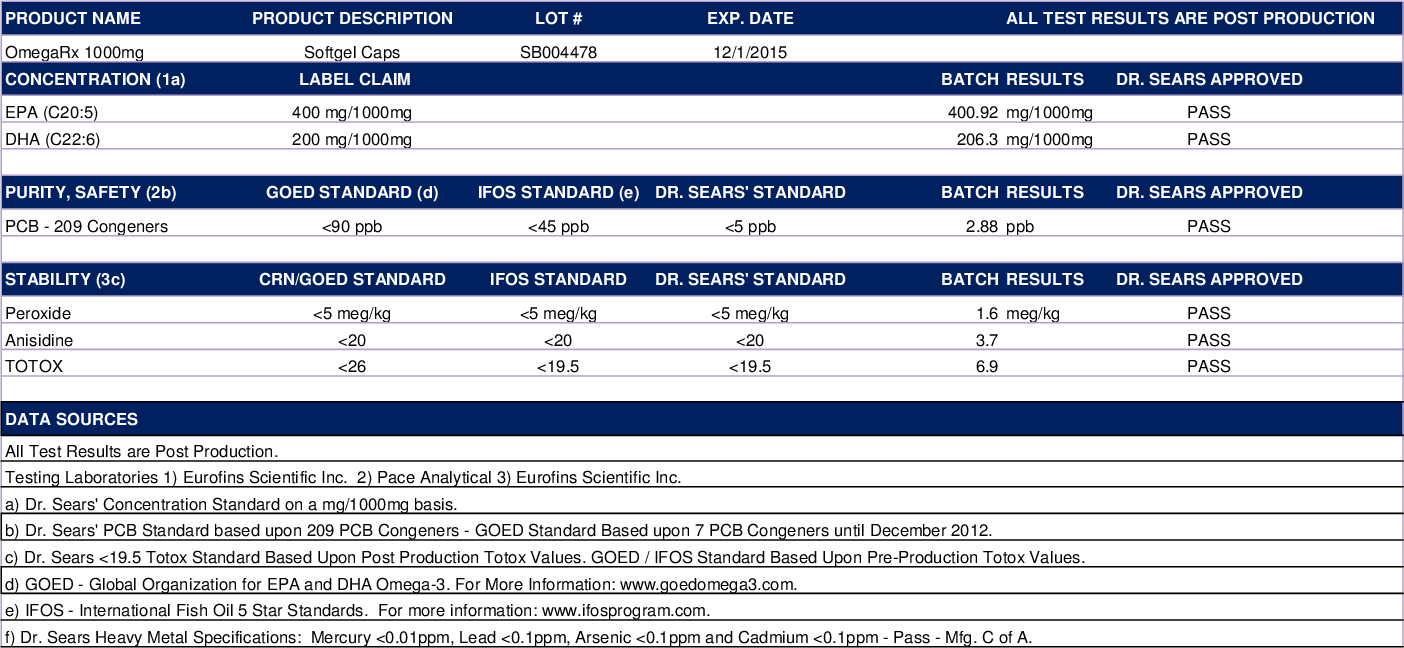 PRODUCT NAME PRODUCT DESCRIPTION LOT # EXP. DATE ALL TEST RESULTS ARE POST PRODUCTION
OmegaRx 1000mg Softgel Caps SB004478 12/1/2015
CONCENTRATION (1a) LABEL CLAIM BATCH RESULTS DR. SEARS APPROVED
EPA (C20:5) 400 mg/1000mg 400.92 mg/1000mg PASS
DHA (C22:6) 200 mg/1000mg 206.3 mg/1000mg PASS
PURITY, SAFETY (2b) GOED STANDARD (d) IFOS STANDARD (e) DR. SEARS' STANDARD BATCH RESULTS DR. SEARS APPROVED
PCB - 209 Congeners <90 ppb <45 ppb <5 ppb 2.88 ppb PASS
STABILITY (3c) CRN/GOED STANDARD IFOS STANDARD DR. SEARS' STANDARD BATCH RESULTS DR. SEARS APPROVED
Peroxide <5 meg/kg <5 meg/kg <5 meg/kg 1.6 meg/kg PASS
Anisidine <20 <20 <20 3.7 PASS
TOTOX <26 <19.5 <19.5 6.9 PASS
DATA SOURCES
All Test Results are Post Production.
Testing Laboratories 1) Eurofins Scientific Inc. 2) Pace Analytical 3) Eurofins Scientific Inc.
a) Dr. Sears' Concentration Standard on a mg/1000mg basis.
b) Dr. Sears' PCB Standard based upon 209 PCB Congeners - GOED Standard Based upon 7 PCB Congeners until December 2012.
c) Dr. Sears <19.5 Totox Standard Based Upon Post Production Totox Values. GOED / IFOS Standard Based Upon Pre-Production Totox Values.
d) GOED - Global Organization for EPA and DHA Omega-3. For More Information: www.goedomega3.com.
e) IFOS - International Fish Oil 5 Star Standards. For more information: www.ifosprogram.com.
f) Dr. Sears Heavy Metal Specifications: Mercury <0.01ppm, Lead <0.1ppm, Arsenic <0.1ppm and Cadmium <0.1ppm - Pass - Mfg. C of A.